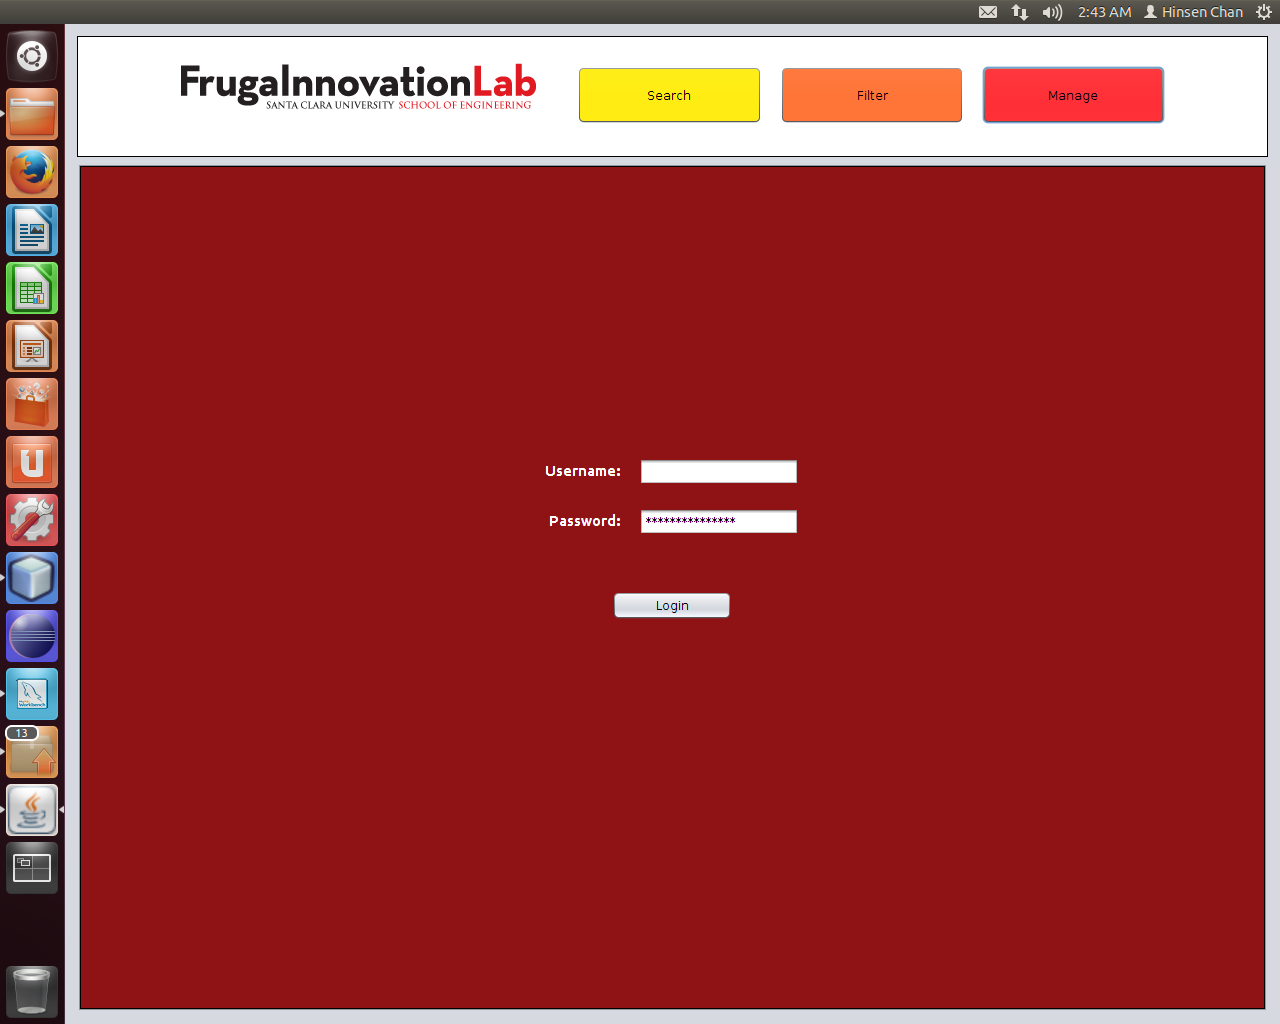 2:43 AM Hinsen Chan
FrugalInnovationLab
SANTA CLARA UNIVERSITY SCHOOL OF ENGINEERING
Search Filter Manage
Username:
Password: ***************
Login
Workbench
13